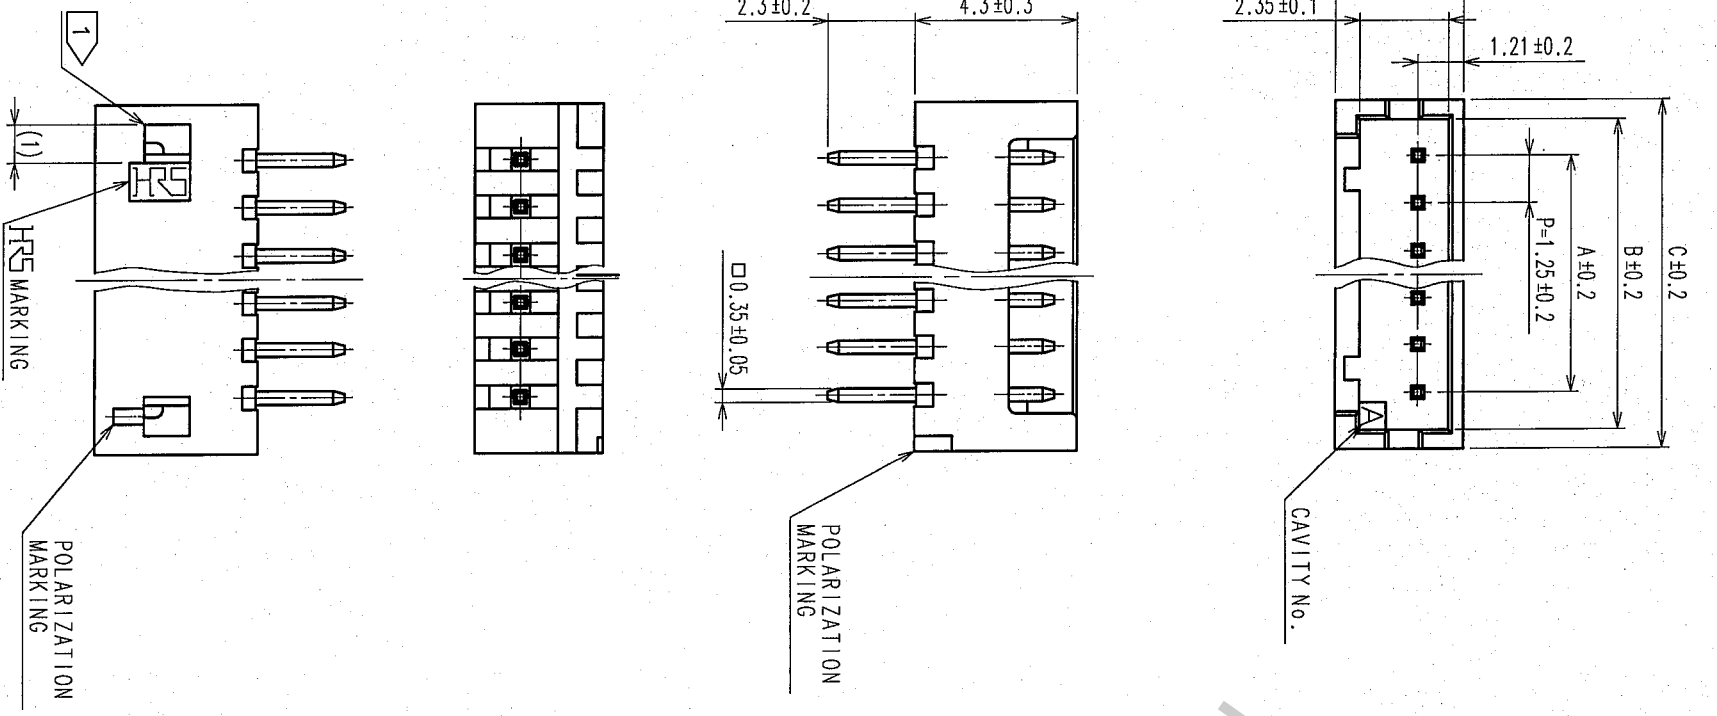 2.3±0.2
4.3±0.3
2.35±0.1
1.21±0.2
1
(1)
HRS
HRS MARKING
POLARIZATION
MARKING
□0.35±0.05
POLARIZATION
MARKING
P=1.25±0.2
A±0.2
B±0.2
C±0.2
A
CAVITY No.